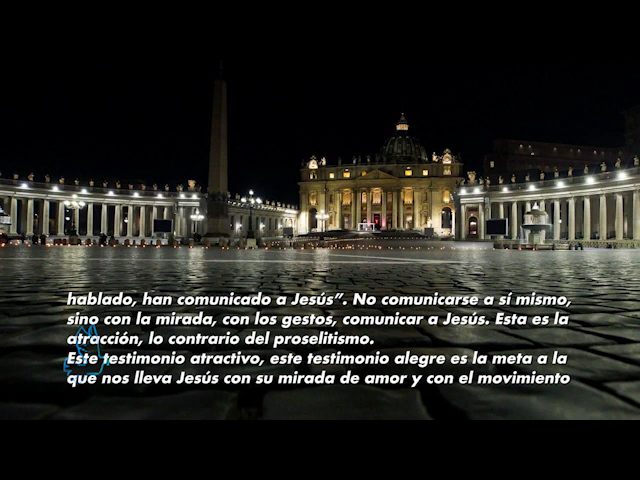 hablado, han comunicado a Jesús”. No comunicarse a sí mismo,
sino con la mirada, con los gestos, comunicar a Jesús. Esta es la
atracción, lo contrario del proselitismo.
Este testimonio atractivo, este testimonio alegre es la meta a la
que nos lleva Jesús con su mirada de amor y con el movimiento